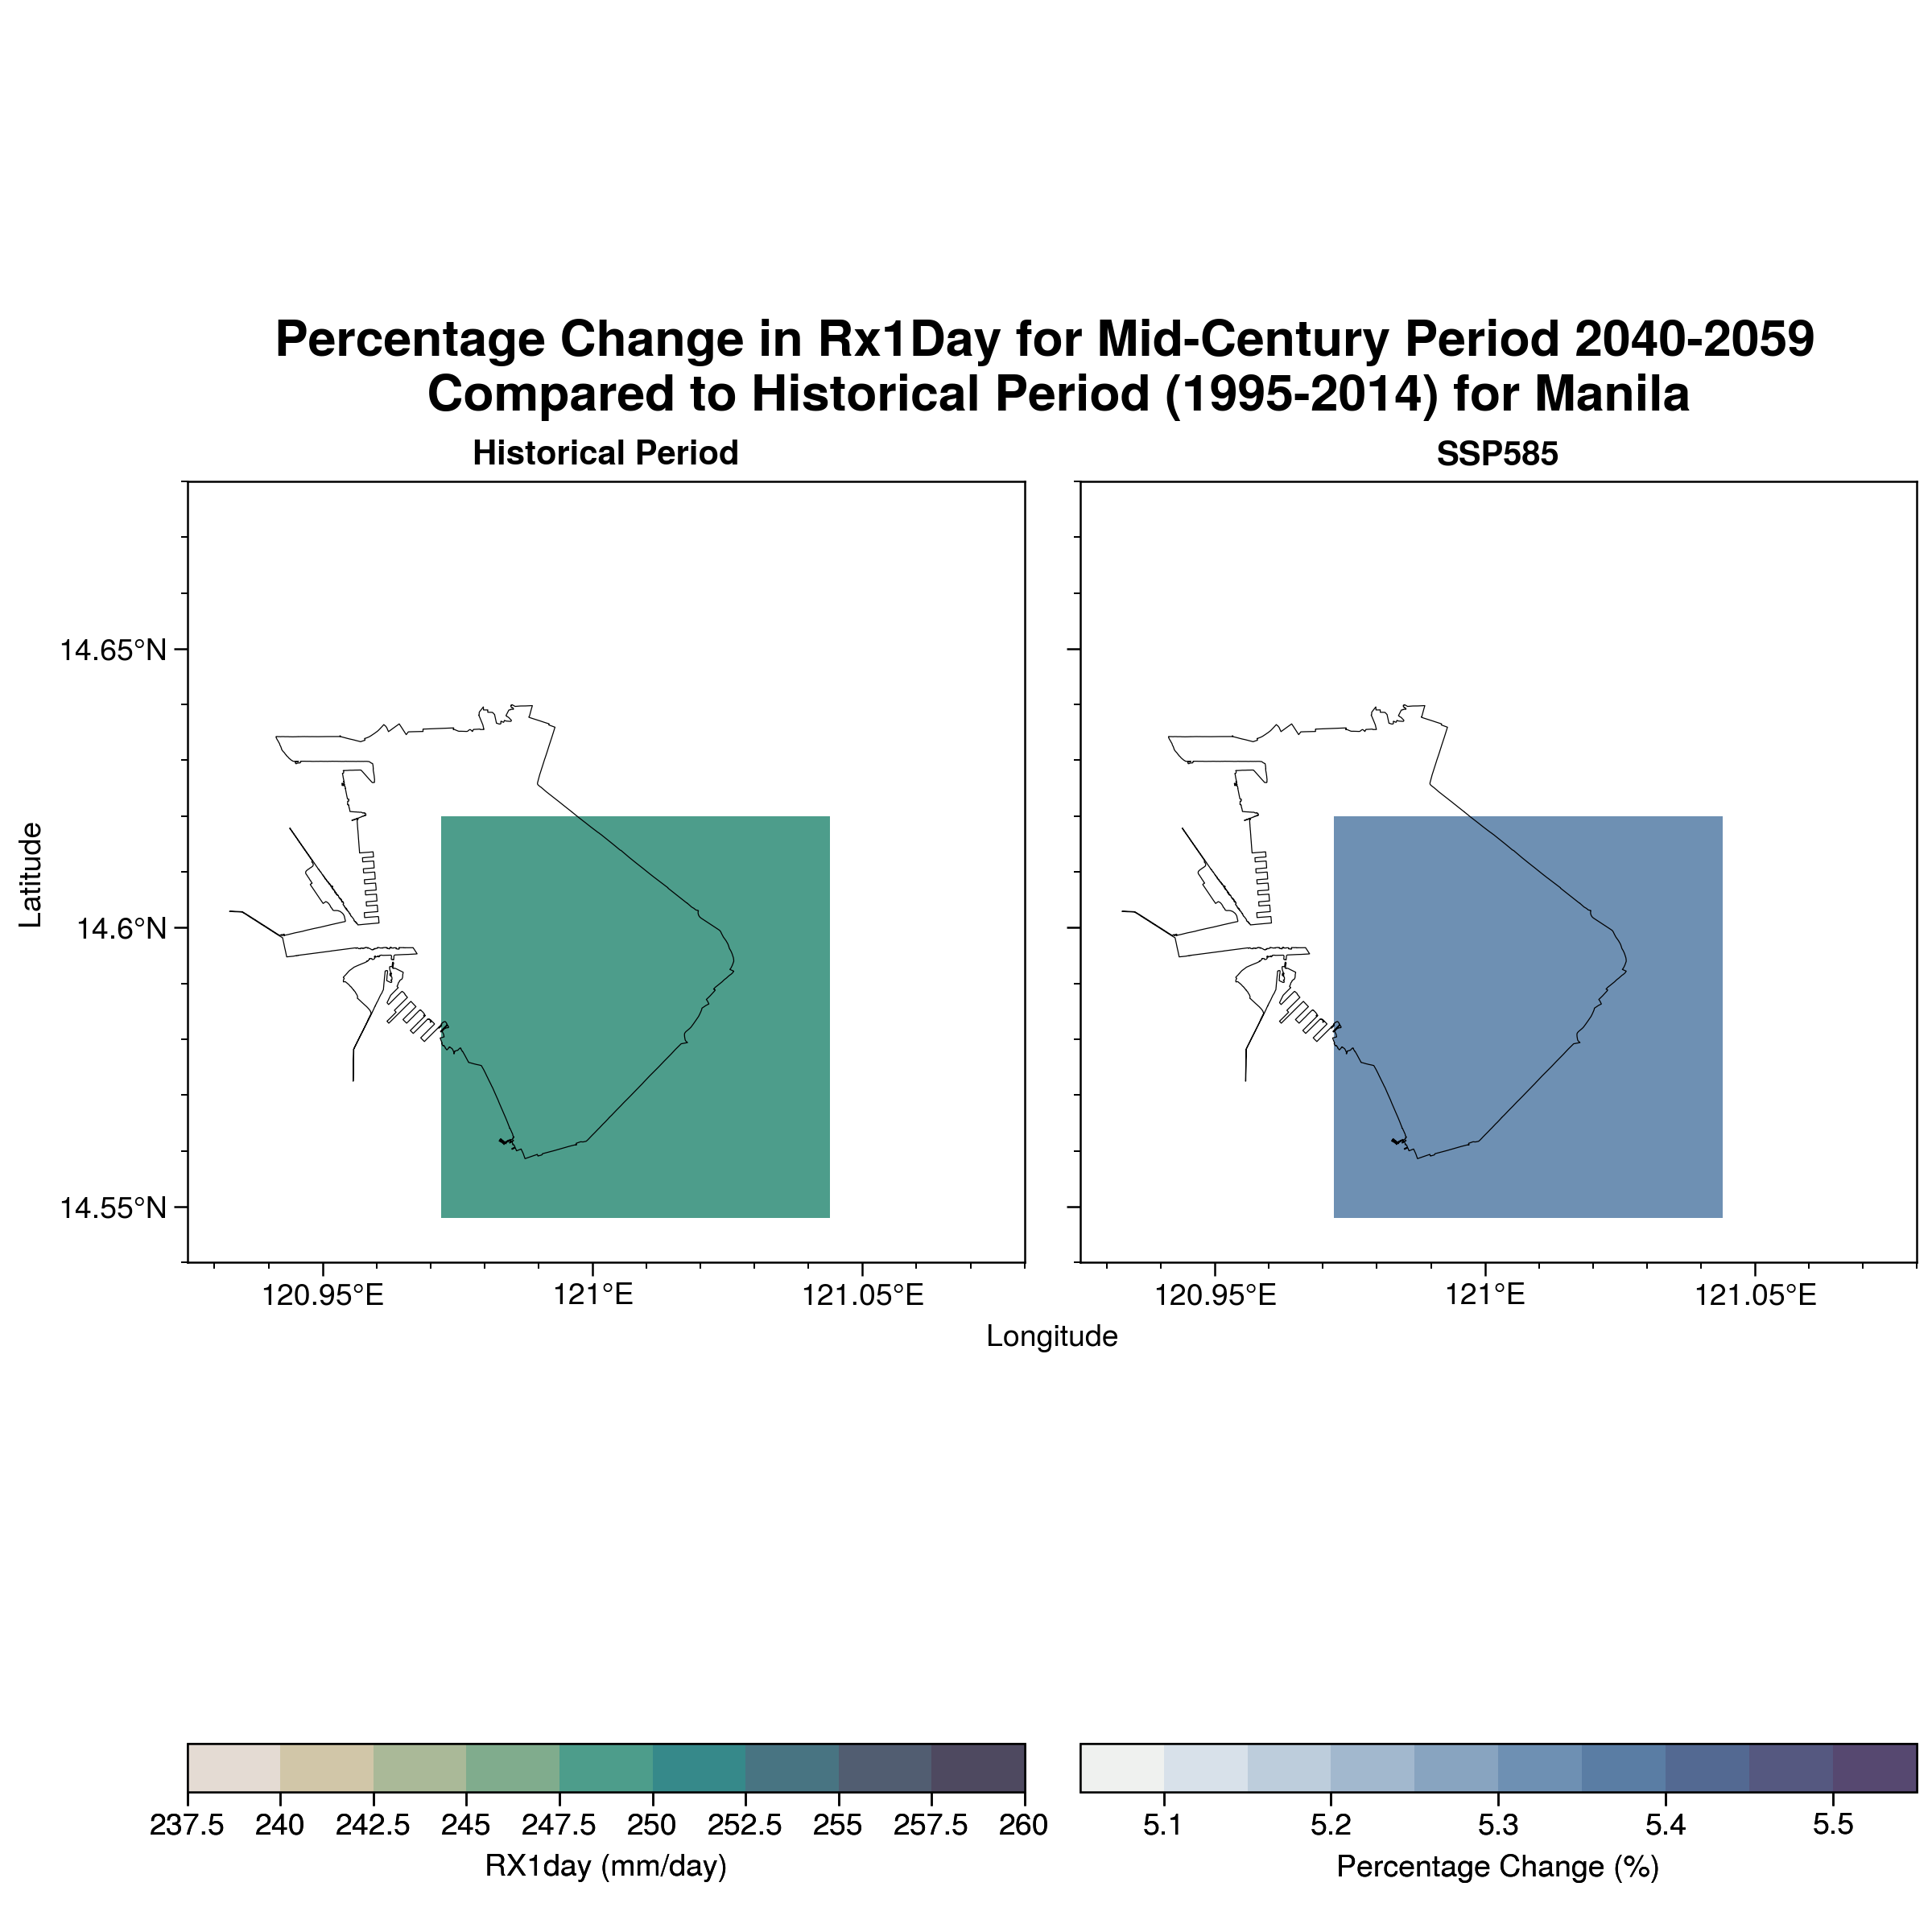 Percentage Change in Rx1Day for Mid-Century Period 2040-2059
Compared to Historical Period (1995-2014) for Manila
Historical Period
SSP585
14.65°N
14.6°N
14.55°N
Latitude
120.95°E
121°E
121.05°E
120.95°E
121°E
121.05°E
Longitude
237.5
240
242.5
245
247.5
250
252.5
255
257.5
260
RX1day (mm/day)
5.1
5.2
5.3
5.4
5.5
Percentage Change (%)